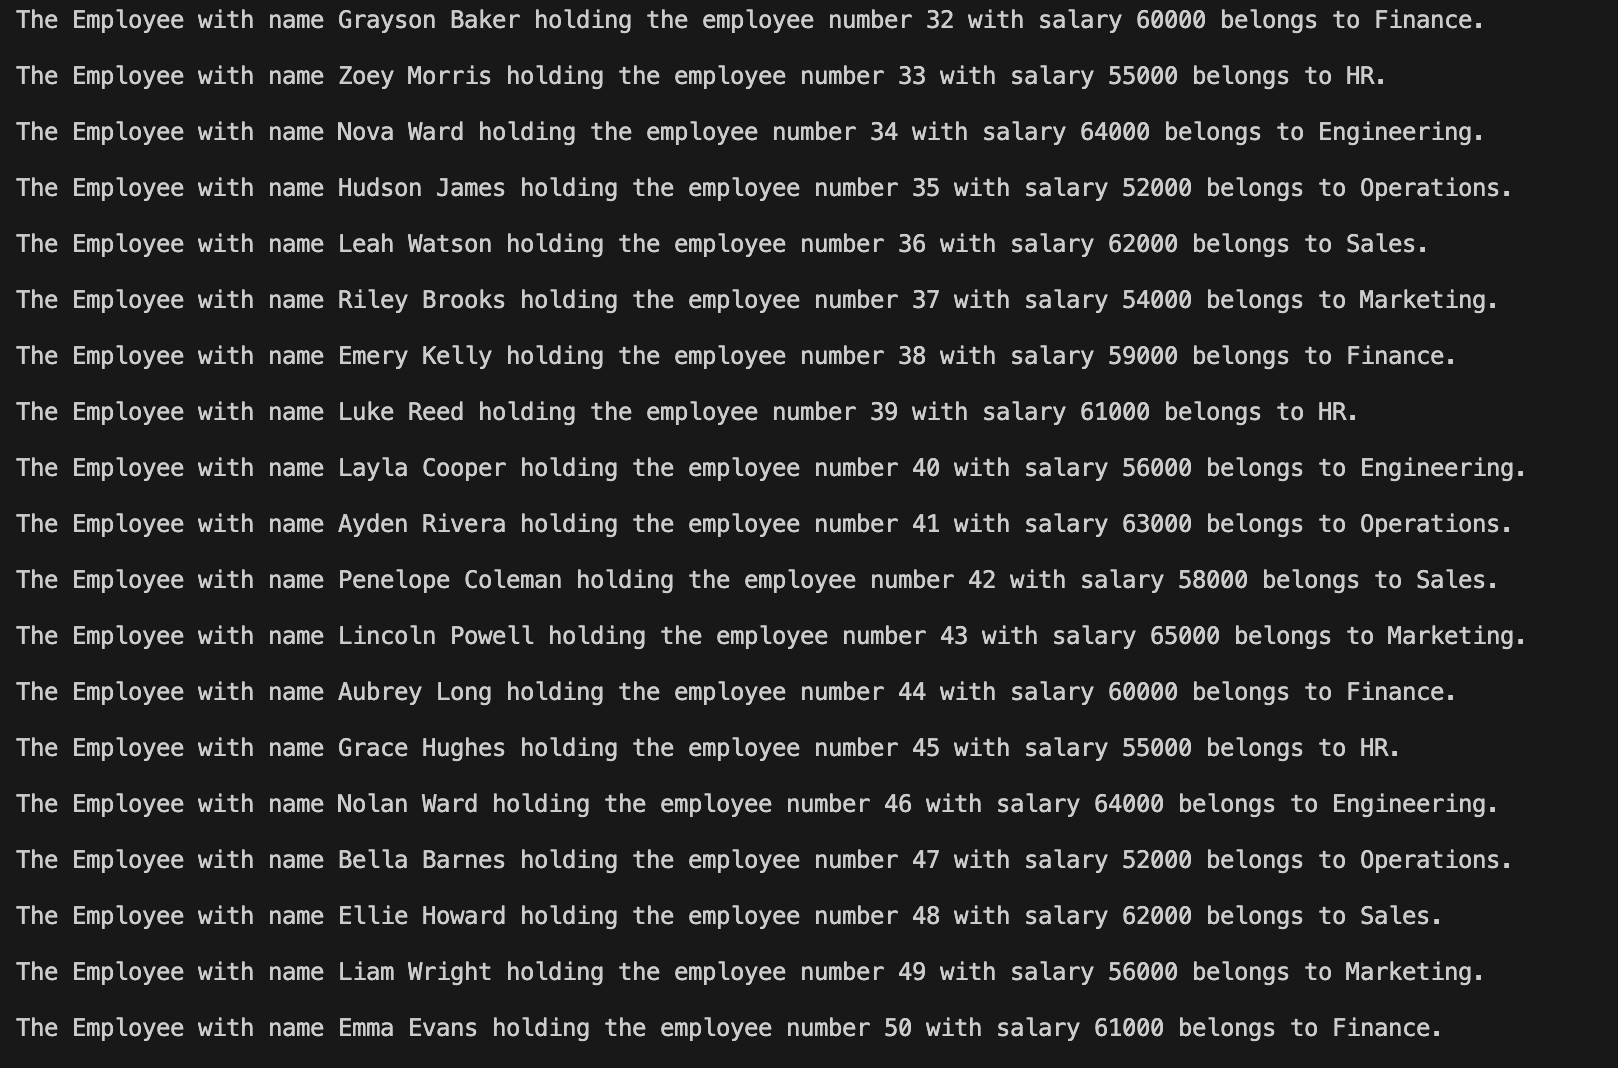 The Employee with name Grayson Baker holding the employee number 32 with salary 60000 belongs to Finance.
The Employee with name Zoey Morris holding the employee number 33 with salary 55000 belongs to HR.
The Employee with name Nova Ward holding the employee number 34 with salary 64000 belongs to Engineering.
The Employee with name Hudson James holding the employee number 35 with salary 52000 belongs to Operations.
The Employee with name Leah Watson holding the employee number 36 with salary 62000 belongs to Sales.
The Employee with name Riley Brooks holding the employee number 37 with salary 54000 belongs to Marketing.
The Employee with name Emery Kelly holding the employee number 38 with salary 59000 belongs to Finance.
The Employee with name Luke Reed holding the employee number 39 with salary 61000 belongs to HR.
The Employee with name Layla Cooper holding the employee number 40 with salary 56000 belongs to Engineering.
The Employee with name Ayden Rivera holding the employee number 41 with salary 63000 belongs to Operations.
The Employee with name Penelope Coleman holding the employee number 42 with salary 58000 belongs to Sales.
The Employee with name Lincoln Powell holding the employee number 43 with salary 65000 belongs to Marketing.
The Employee with name Aubrey Long holding the employee number 44 with salary 60000 belongs to Finance.
The Employee with name Grace Hughes holding the employee number 45 with salary 55000 belongs to HR.
The Employee with name Nolan Ward holding the employee number 46 with salary 64000 belongs to Engineering.
The Employee with name Bella Barnes holding the employee number 47 with salary 52000 belongs to Operations.
The Employee with name Ellie Howard holding the employee number 48 with salary 62000 belongs to Sales.
The Employee with name Liam Wright holding the employee number 49 with salary 56000 belongs to Marketing.
The Employee with name Emma Evans holding the employee number 50 with salary 61000 belongs to Finance.